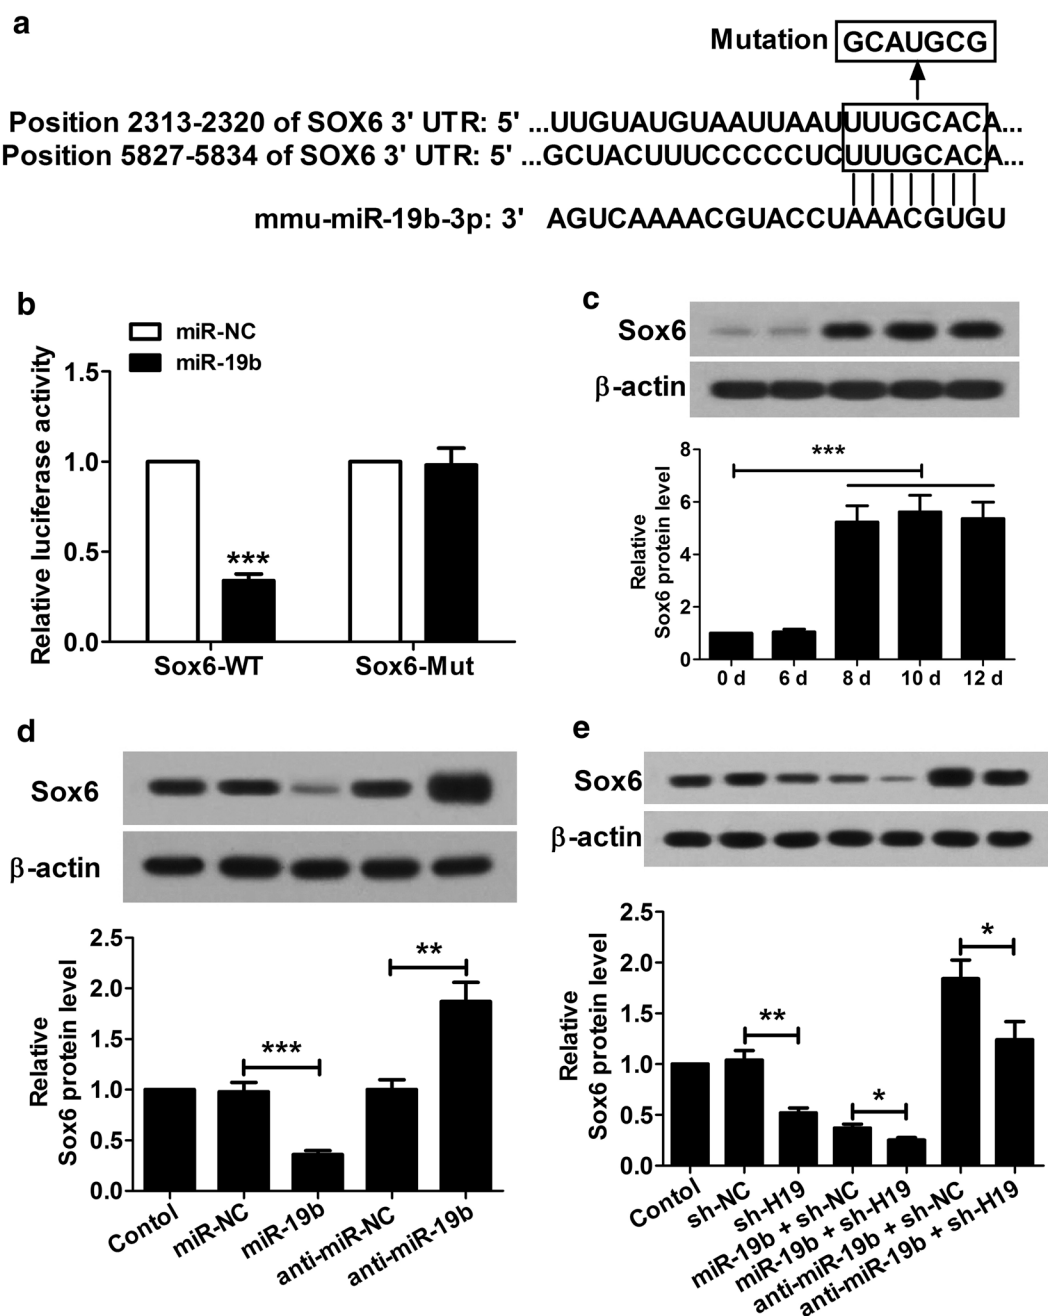 a
Mutation GCAUGCG
Position 2313-2320 of SOX6 3' UTR: 5' ...UUGUAUGUAAUUAAUUUUGCACA...
Position 5827-5834 of SOX6 3' UTR: 5' ...GCUACUUUCCCCCUCUUUGCACA...
mmu-miR-19b-3p: 3' AGUCAAAACGUACCUAAACGUGU
b
miR-NC
miR-19b
Relative luciferase activity
1.5
1.0
0.5
0.0
***
Sox6-WT
Sox6-Mut
c
Sox6
β-actin
Relative
Sox6 protein level
8
6
4
2
0
***
0 d
6 d
8 d
10 d
12 d
d
Sox6
β-actin
Relative
Sox6 protein level
2.5
2.0
1.5
1.0
0.5
0.0
***
**
Contol
miR-NC
miR-19b
anti-miR-NC
anti-miR-19b
e
Sox6
β-actin
Relative
Sox6 protein level
2.5
2.0
1.5
1.0
0.5
0.0
**
*
*
Contol
sh-NC
sh-H19
miR-19b + sh-NC
miR-19b + sh-H19
anti-miR-19b + sh-NC
anti-miR-19b + sh-H19